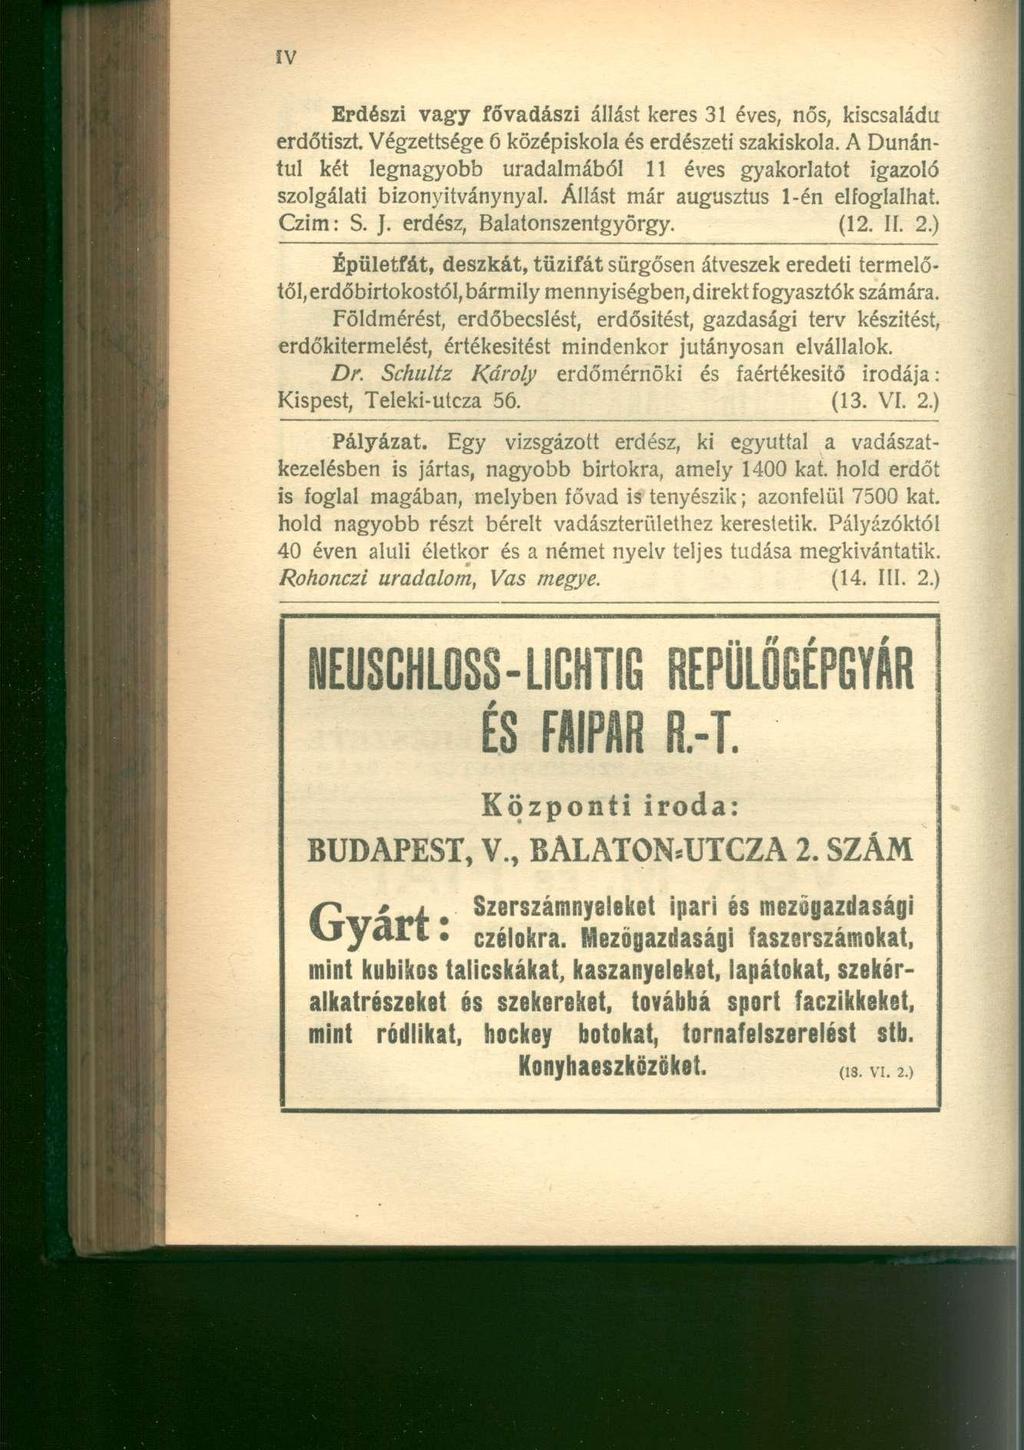 IV
Erdészi vagy fővadászi állást keres 31 éves, nős, kiscsaládu
erdőtiszt. Végzettsége 6 középiskola és erdészeti szakiskola. A Dunán-
tul két legnagyobb uradalmából 11 éves gyakorlatot igazoló
szolgálati bizonyitványnyal. Állást már augusztus 1-én elfoglalhat.
Czim: S. J. erdész, Balatonszentgyörgy. (12. II. 2.)
Épületfát, deszkát, tüzifát sürgősen átveszek eredeti termelő-
től, erdőbirtokostól, bármily mennyiségben, direkt fogyasztók számára.
Földmérést, erdőbecslést, erdősitést, gazdasági terv készitést,
erdőkitermelést, értékesitést mindenkor jutányosan elvállalok.
Dr. Schultz Károly erdőmérnöki és faértékesitő irodája:
Kispest, Teleki-utcza 56. (13. VI. 2.)
Pályázat. Egy vizsgázott erdész, ki egyuttal a vadászat-
kezelésben is jártas, nagyobb birtokra, amely 1400 kat. hold erdőt
is foglal magában, melyben fővad is tenyészik; azonfelül 7500 kat.
hold nagyobb részt bérelt vadászterülethez kerestetik. Pályázóktól
40 éven aluli életkor és a német nyelv teljes tudása megkivántatik.
Rohonczi uradalom, Vas megye. (14. III. 2.)
NEUSCHLOSS-LICHTIG REPÜLŐGÉPGYÁR
ÉS FAIPAR R.-T.
Központi iroda:
BUDAPEST, V., BALATON-UTCZA 2. SZÁM
Gyárt: Szerszámnyeleket ipari és mezőgazdasági
czélokra. Mezőgazdasági faszerszámokat,
mint kubikos talicskákat, kaszanyeleket, lapátokat, szekér-
alkatrészeket és szekereket, továbbá sport faczikkeket,
mint ródlikat, hockey botokat, tornafelszerelést stb.
Konyhaeszközöket. (18. VI. 2.)